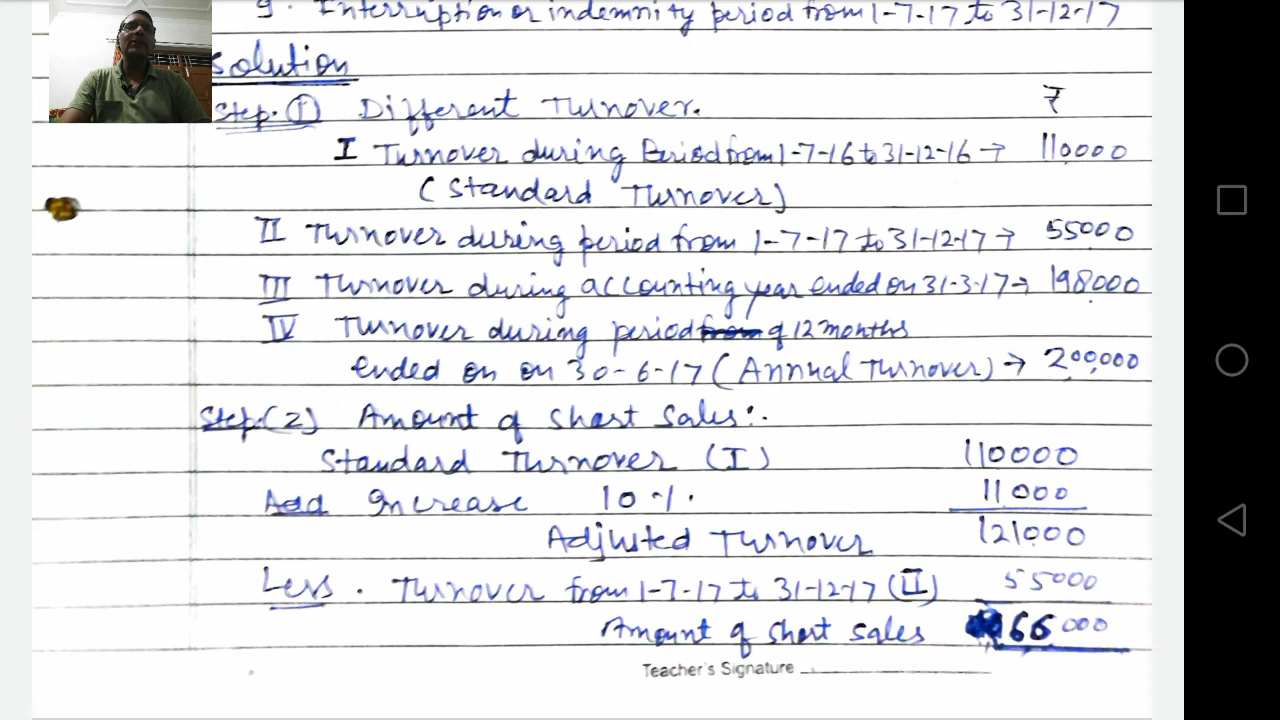 9. Interruption or indemnity period from 1-7-17 to 31-12-17
Solution
Step. (1) Different Turnover. ₹
I Turnover during Period from 1-7-16 to 31-12-16 → 110000
(Standard Turnover)
II Turnover during period from 1-7-17 to 31-12-17 → 55000
III Turnover during accounting year ended on 31-3-17 → 198000
IV Turnover during period from of 12 months
ended on on 30-6-17 (Annual Turnover) → 200,000
Step. (2) Amount of Short Sales:.
Standard Turnover (I) 110000
Add Increase 10%. 11000
Adjusted Turnover 121000
Less. Turnover from 1-7-17 to 31-12-17 (II) 55000
Amount of short sales 66000
Teacher's Signature